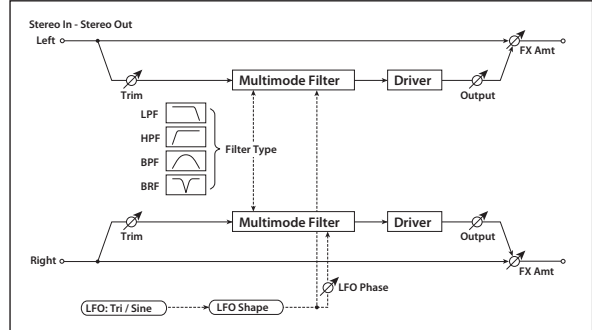 Stereo In - Stereo Out
Left
FX Amt
Multimode Filter
Driver
Trim
Output
LPF
HPF
Filter Type
BPF
BRF
Multimode Filter
Driver
Trim
Output
Right
FX Amt
LFO Phase
LFO: Tri / Sine
LFO Shape